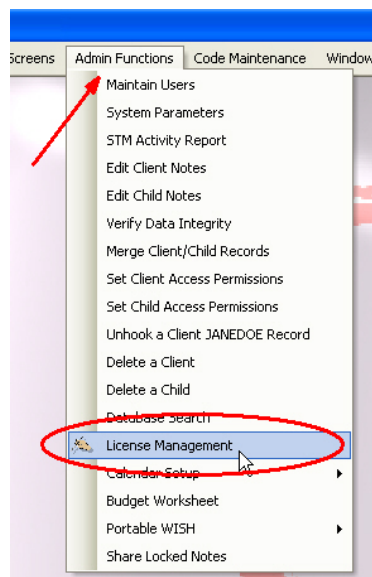 Screens Admin Functions Code Maintenance Window
Maintain Users
System Parameters
STM Activity Report
Edit Client Notes
Edit Child Notes
Verify Data Integrity
Merge Client/Child Records
Set Client Access Permissions
Set Child Access Permissions
Unhook a Client JANEDOE Record
Delete a Client
Delete a Child
Database Search
License Management
Calendar Setup
Budget Worksheet
Portable WISH
Share Locked Notes